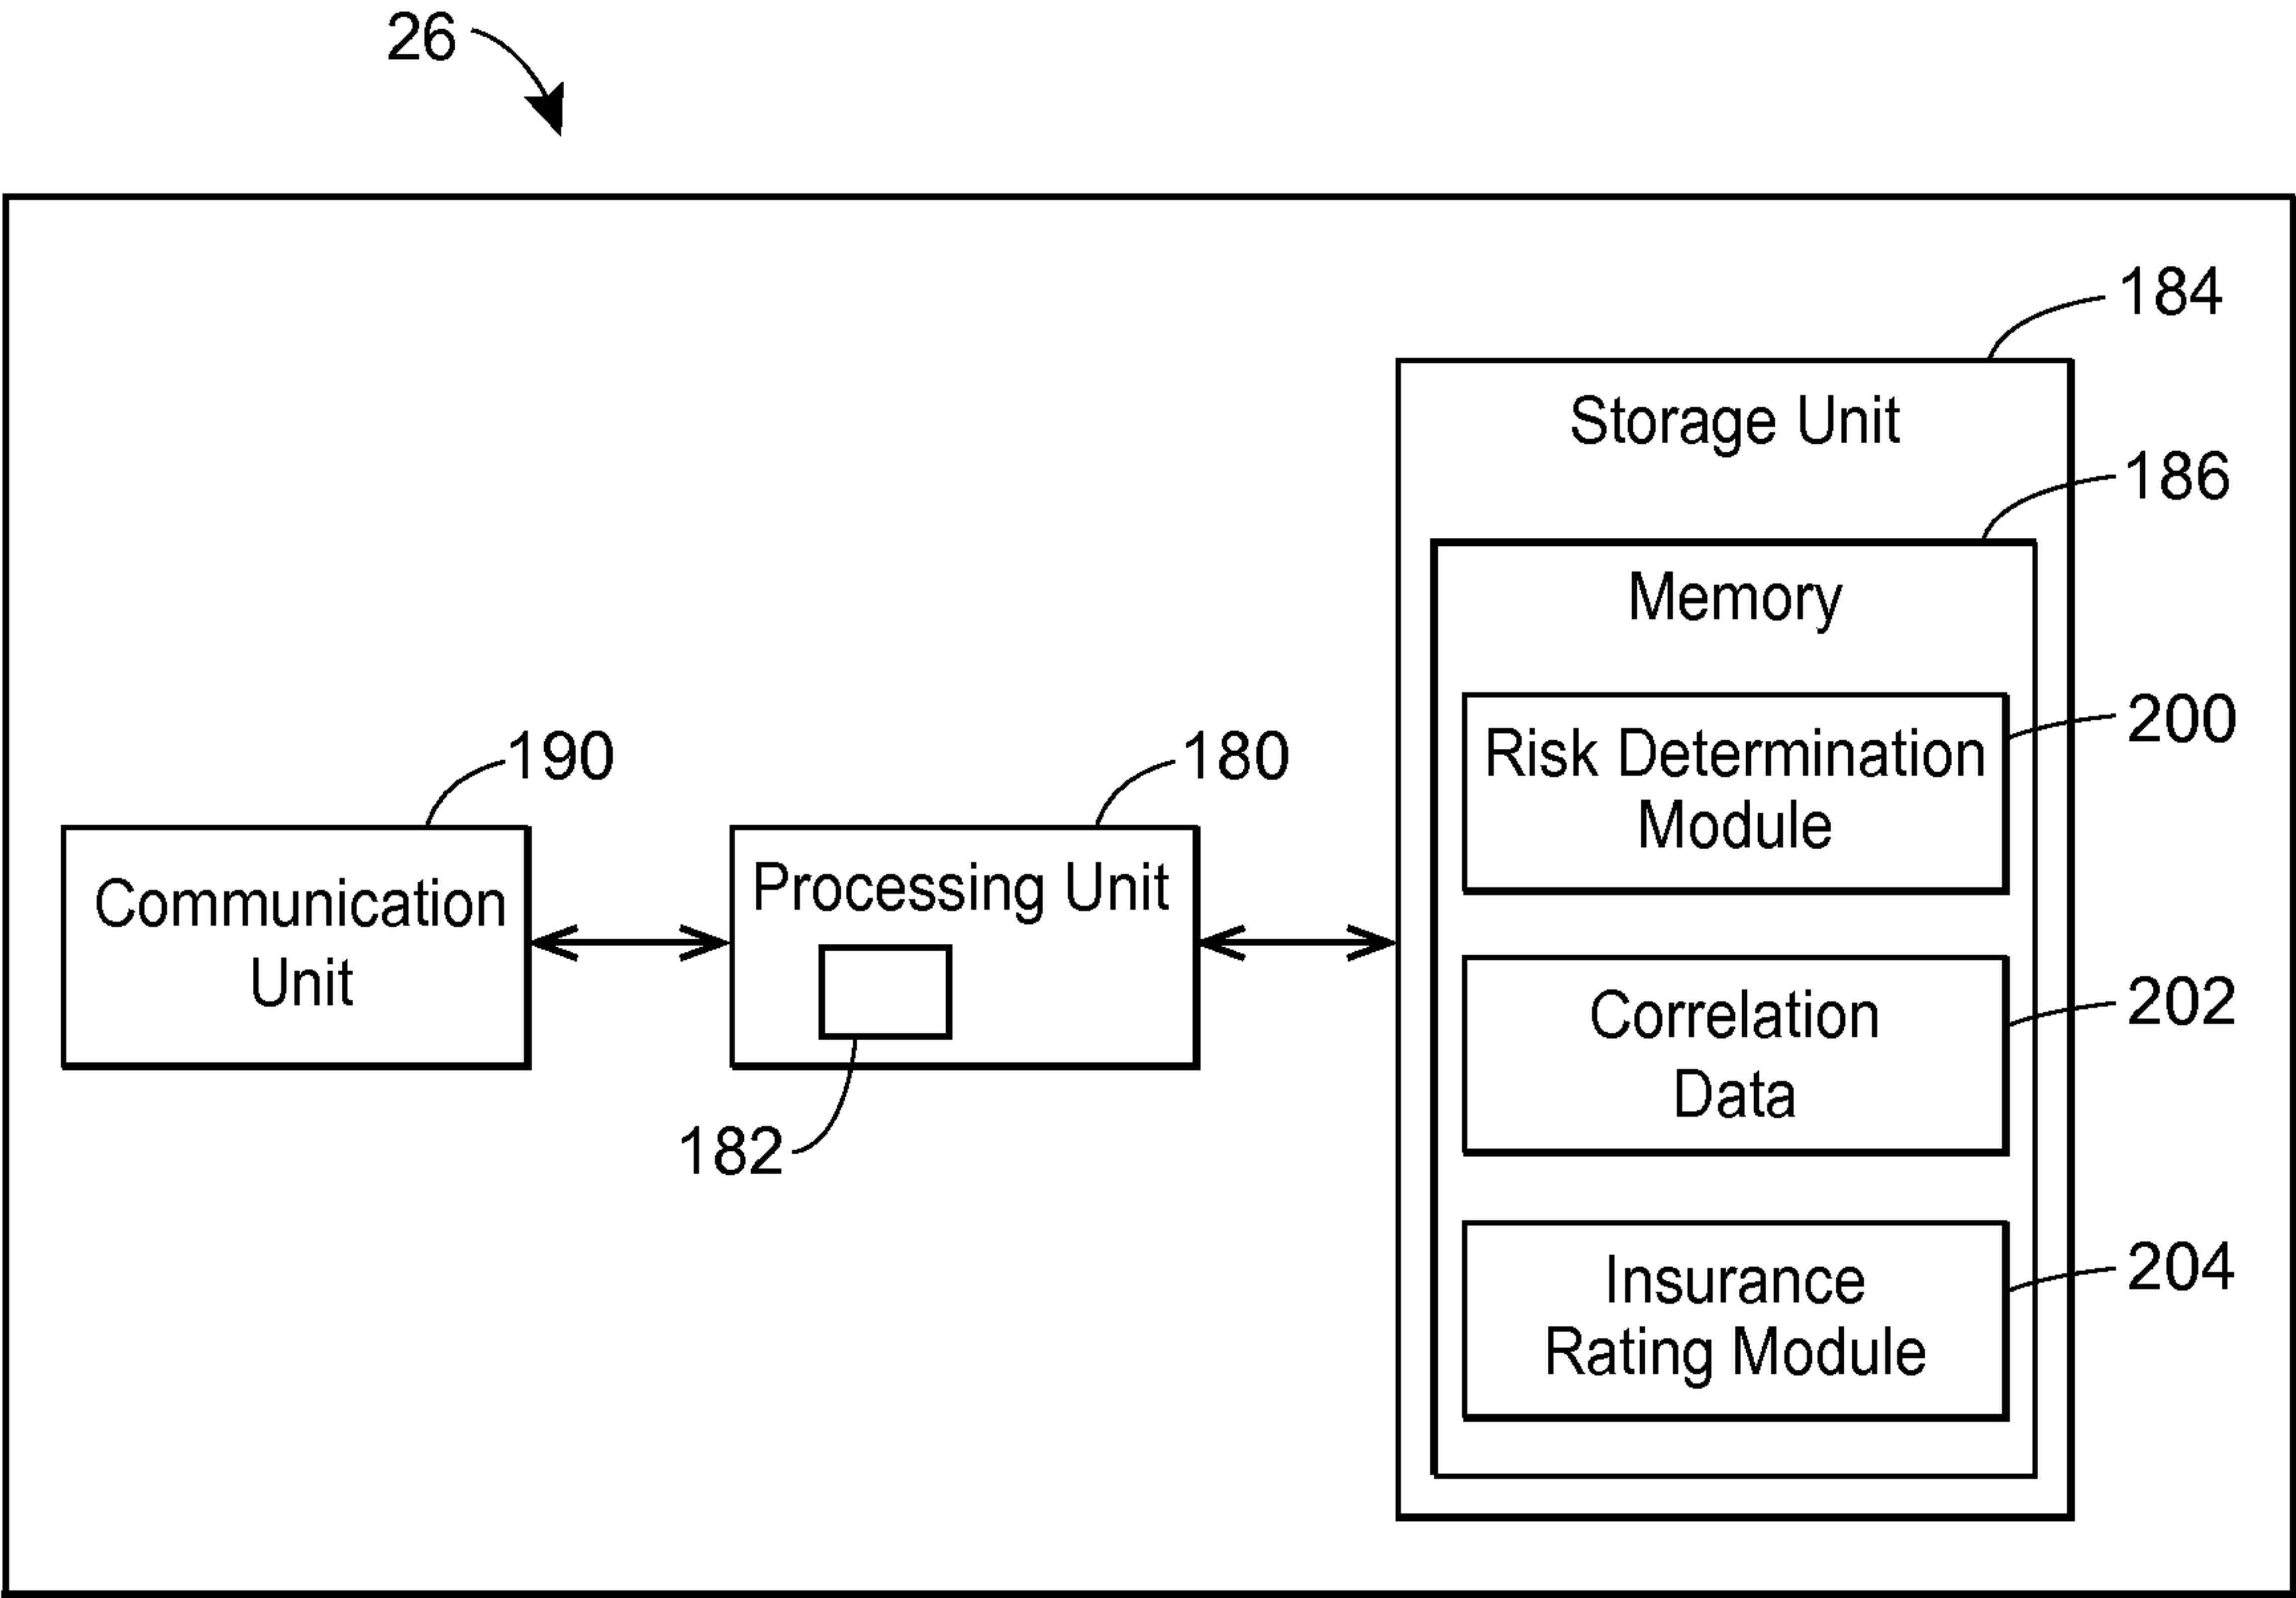 26
184
Storage Unit
186
Memory
200
Risk Determination
Module
190
Communication
Unit
180
Processing Unit
182
202
Correlation
Data
204
Insurance
Rating Module